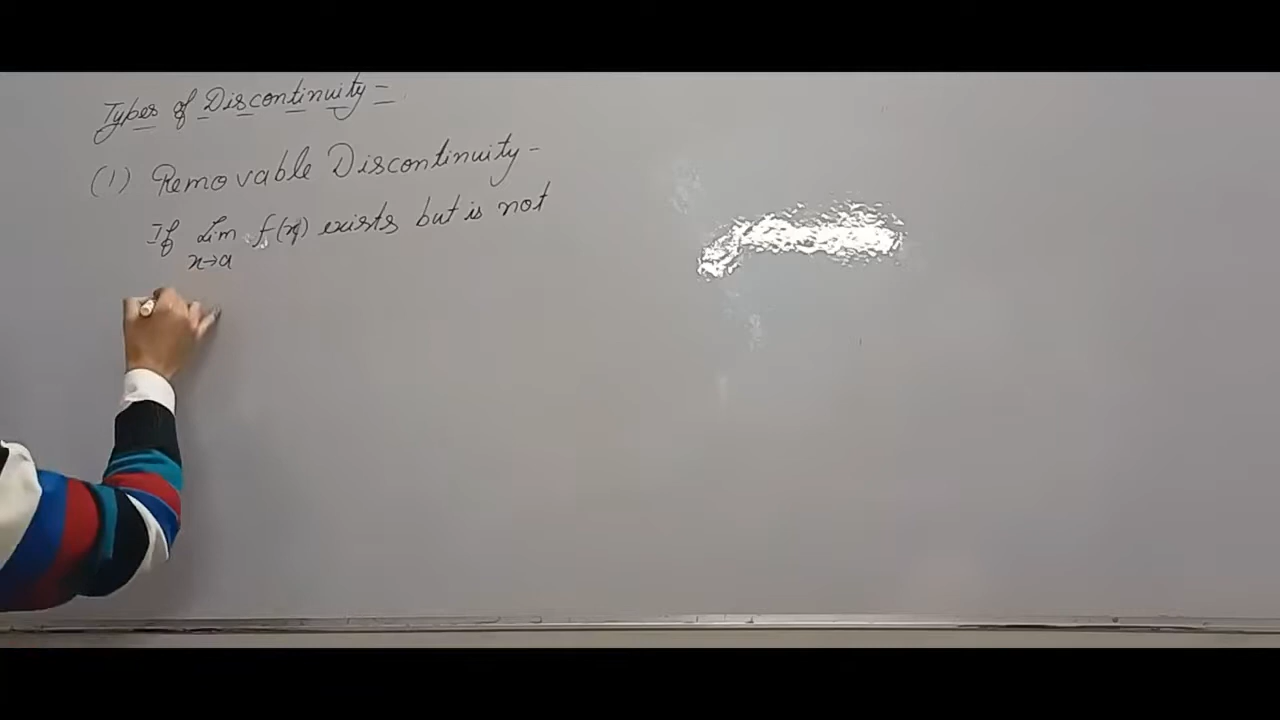 Types of Discontinuity =
(1) Removable Discontinuity -
If Lim f(x) exists but is not
x→a